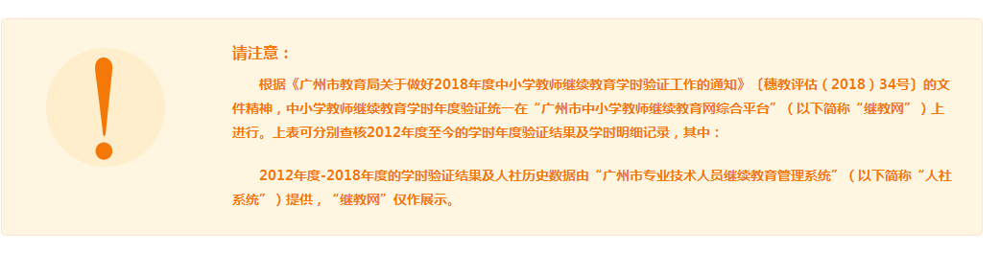 请注意：
根据《广州市教育局关于做好2018年度中小学教师继续教育学时验证工作的通知》〔穗教评估（2018）34号〕的文
件精神，中小学教师继续教育学时年度验证统一在“广州市中小学教师继续教育网综合平台”（以下简称“继教网”）上
进行。上表可分别查核2012年度至今的学时年度验证结果及学时明细记录，其中：
2012年度-2018年度的学时验证结果及人社历史数据由“广州市专业技术人员继续教育管理系统”（以下简称“人社
系统”）提供，“继教网”仅作展示。